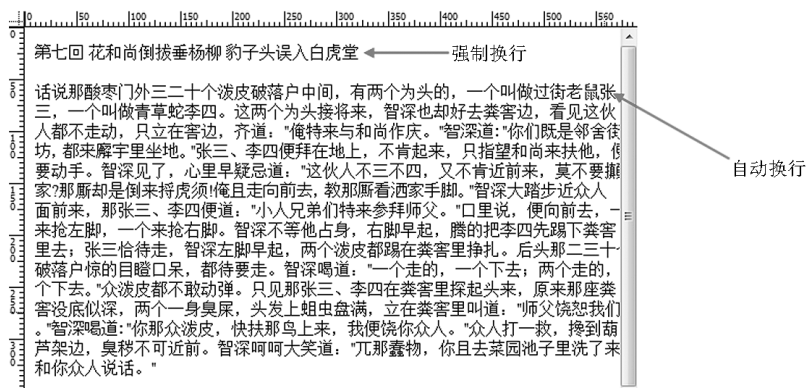 0 50 100 150 200 250 300 350 400 450 500 550
50
100
150
200
250
300
第七回 花和尚倒拔垂杨柳 豹子头误入白虎堂
强制换行
话说那酸枣门外三二十个泼皮破落户中间，有两个为头的，一个叫做过街老鼠张
三，一个叫做青草蛇李四。这两个为头接将来，智深也却好去粪窖边，看见这伙
人都不走动，只立在窖边，齐道："俺特来与和尚作庆。"智深道："你们既是邻舍街
坊，都来廨宇里坐地。"张三、李四便拜在地上，不肯起来，只指望和尚来扶他，便
要动手。智深见了，心里早疑忌道："这伙人不三不四，又不肯近前来，莫不要攧
家?那厮却是倒来捋虎须!俺且走向前去，教那厮看洒家手脚。"智深大踏步近众人
面前来，那张三、李四便道："小人兄弟们特来参拜师父。"口里说，便向前去，一
来抢左脚，一个来抢右脚。智深不等他占身，右脚早起，腾的把李四先踢下粪窖
里去；张三恰待走，智深左脚早起，两个泼皮都踢在粪窖里挣扎。后头那二三十
破落户惊的目瞪口呆，都待要走。智深喝道："一个走的，一个下去；两个走的，
个下去。"众泼皮都不敢动弹。只见那张三、李四在粪窖里探起头来，原来那座粪
窖没底似深，两个一身臭屎，头发上蛆虫盘满，立在粪窖里叫道："师父饶恕我们
。"智深喝道："你那众泼皮，快扶那鸟上来，我便饶你众人。"众人打一救，搀到葫
芦架边，臭秽不可近前。智深呵呵大笑道："兀那蠢物，你且去菜园池子里洗了来
和你众人说话。"
自动换行